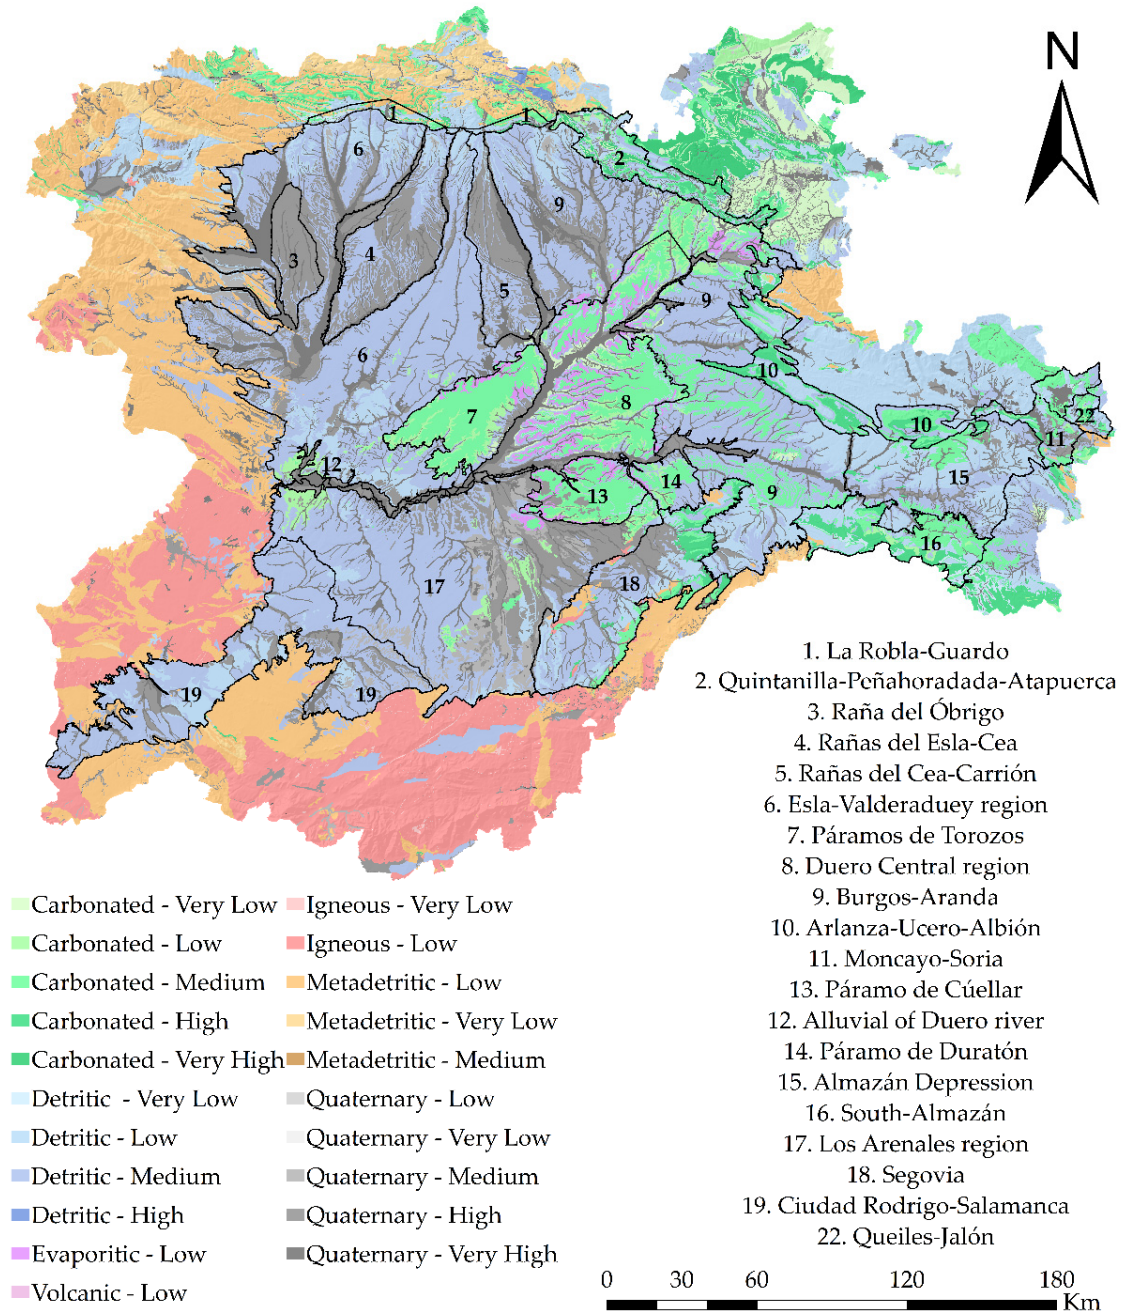 N
1
1
6
2
9
4
3
5
9
6
10
8
7
10
22
11
12
15
14
13
9
16
17
18
19
19
1. La Robla-Guardo
2. Quintanilla-Peñahoradada-Atapuerca
3. Raña del Óbrigo
4. Rañas del Esla-Cea
5. Rañas del Cea-Carrión
6. Esla-Valderaduey region
7. Páramos de Torozos
8. Duero Central region
9. Burgos-Aranda
10. Arlanza-Ucero-Albión
11. Moncayo-Soria
13. Páramo de Cúellar
12. Alluvial of Duero river
14. Páramo de Duratón
15. Almazán Depression
16. South-Almazán
17. Los Arenales region
18. Segovia
19. Ciudad Rodrigo-Salamanca
22. Queiles-Jalón
Carbonated - Very Low
Carbonated - Low
Carbonated - Medium
Carbonated - High
Carbonated - Very High
Detritic - Very Low
Detritic - Low
Detritic - Medium
Detritic - High
Evaporitic - Low
Volcanic - Low
Igneous - Very Low
Igneous - Low
Metadetritic - Low
Metadetritic - Very Low
Metadetritic - Medium
Quaternary - Low
Quaternary - Very Low
Quaternary - Medium
Quaternary - High
Quaternary - Very High
0 30 60 120 180
Km